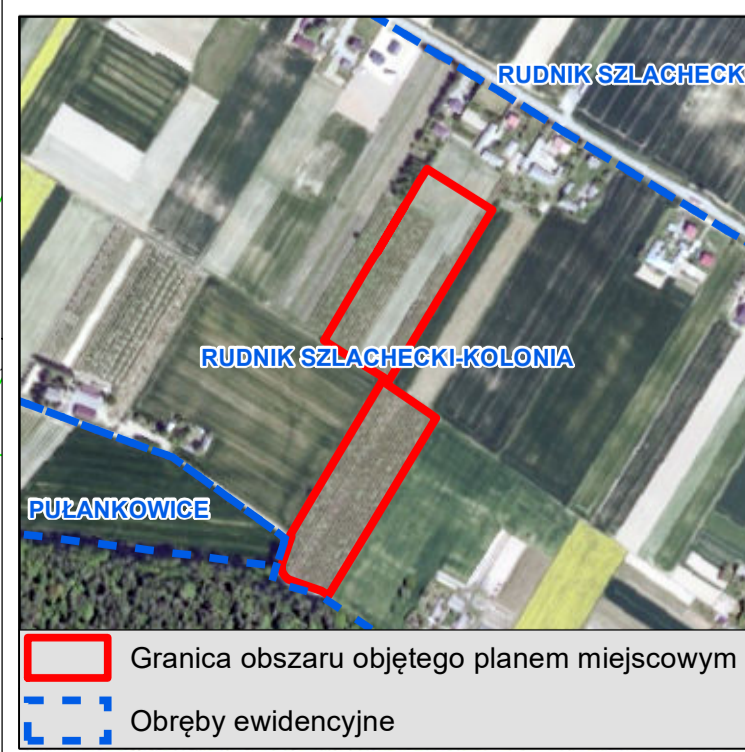 RUDNIK SZLACHECK
RUDNIK SZLACHECKI-KOLONIA
PUŁANKOWICE
Granica obszaru objętego planem miejscowym
Obręby ewidencyjne